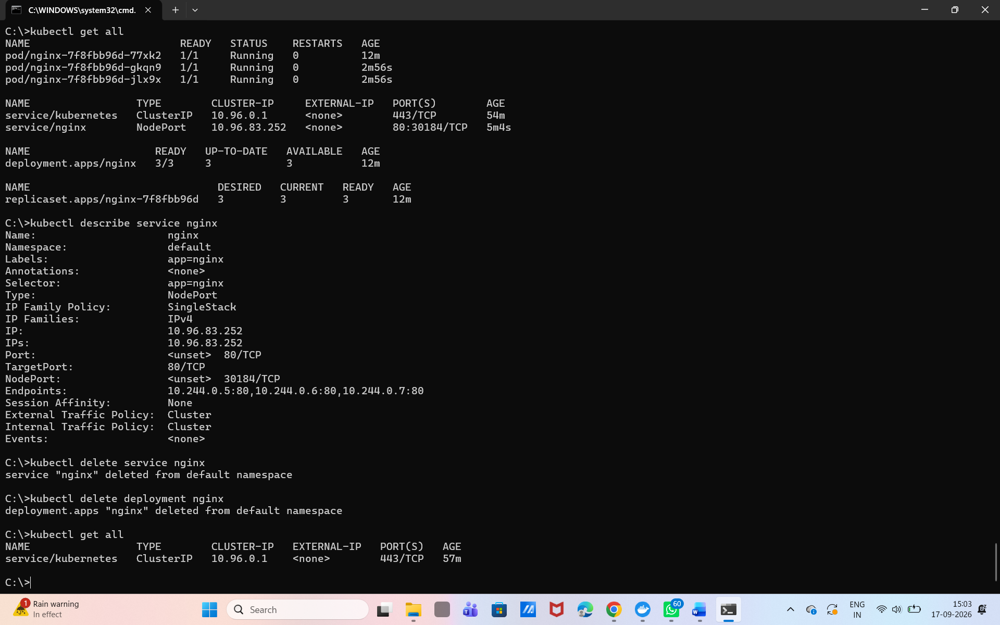 C:\WINDOWS\system32\cmd.
C:\>kubectl get all
NAME                        READY   STATUS    RESTARTS   AGE
pod/nginx-7f8fbb96d-77xk2   1/1     Running   0          12m
pod/nginx-7f8fbb96d-gkqn9   1/1     Running   0          2m56s
pod/nginx-7f8fbb96d-jlx9x   1/1     Running   0          2m56s
NAME                 TYPE        CLUSTER-IP     EXTERNAL-IP   PORT(S)        AGE
service/kubernetes   ClusterIP   10.96.0.1      <none>        443/TCP        54m
service/nginx        NodePort    10.96.83.252   <none>        80:30184/TCP   5m4s
NAME                    READY   UP-TO-DATE   AVAILABLE   AGE
deployment.apps/nginx   3/3     3            3           12m
NAME                              DESIRED   CURRENT   READY   AGE
replicaset.apps/nginx-7f8fbb96d   3         3         3       12m
C:\>kubectl describe service nginx
Name:                     nginx
Namespace:                default
Labels:                   app=nginx
Annotations:              <none>
Selector:                 app=nginx
Type:                     NodePort
IP Family Policy:         SingleStack
IP Families:              IPv4
IP:                       10.96.83.252
IPs:                      10.96.83.252
Port:                     <unset>  80/TCP
TargetPort:               80/TCP
NodePort:                 <unset>  30184/TCP
Endpoints:                10.244.0.5:80,10.244.0.6:80,10.244.0.7:80
Session Affinity:         None
External Traffic Policy:  Cluster
Internal Traffic Policy:  Cluster
Events:                   <none>
C:\>kubectl delete service nginx
service "nginx" deleted from default namespace
C:\>kubectl delete deployment nginx
deployment.apps "nginx" deleted from default namespace
C:\>kubectl get all
NAME                 TYPE        CLUSTER-IP   EXTERNAL-IP   PORT(S)   AGE
service/kubernetes   ClusterIP   10.96.0.1    <none>        443/TCP   57m
C:\>
1
Rain warning
In effect
Search
60
ENG
IN
15:03
17-09-2026